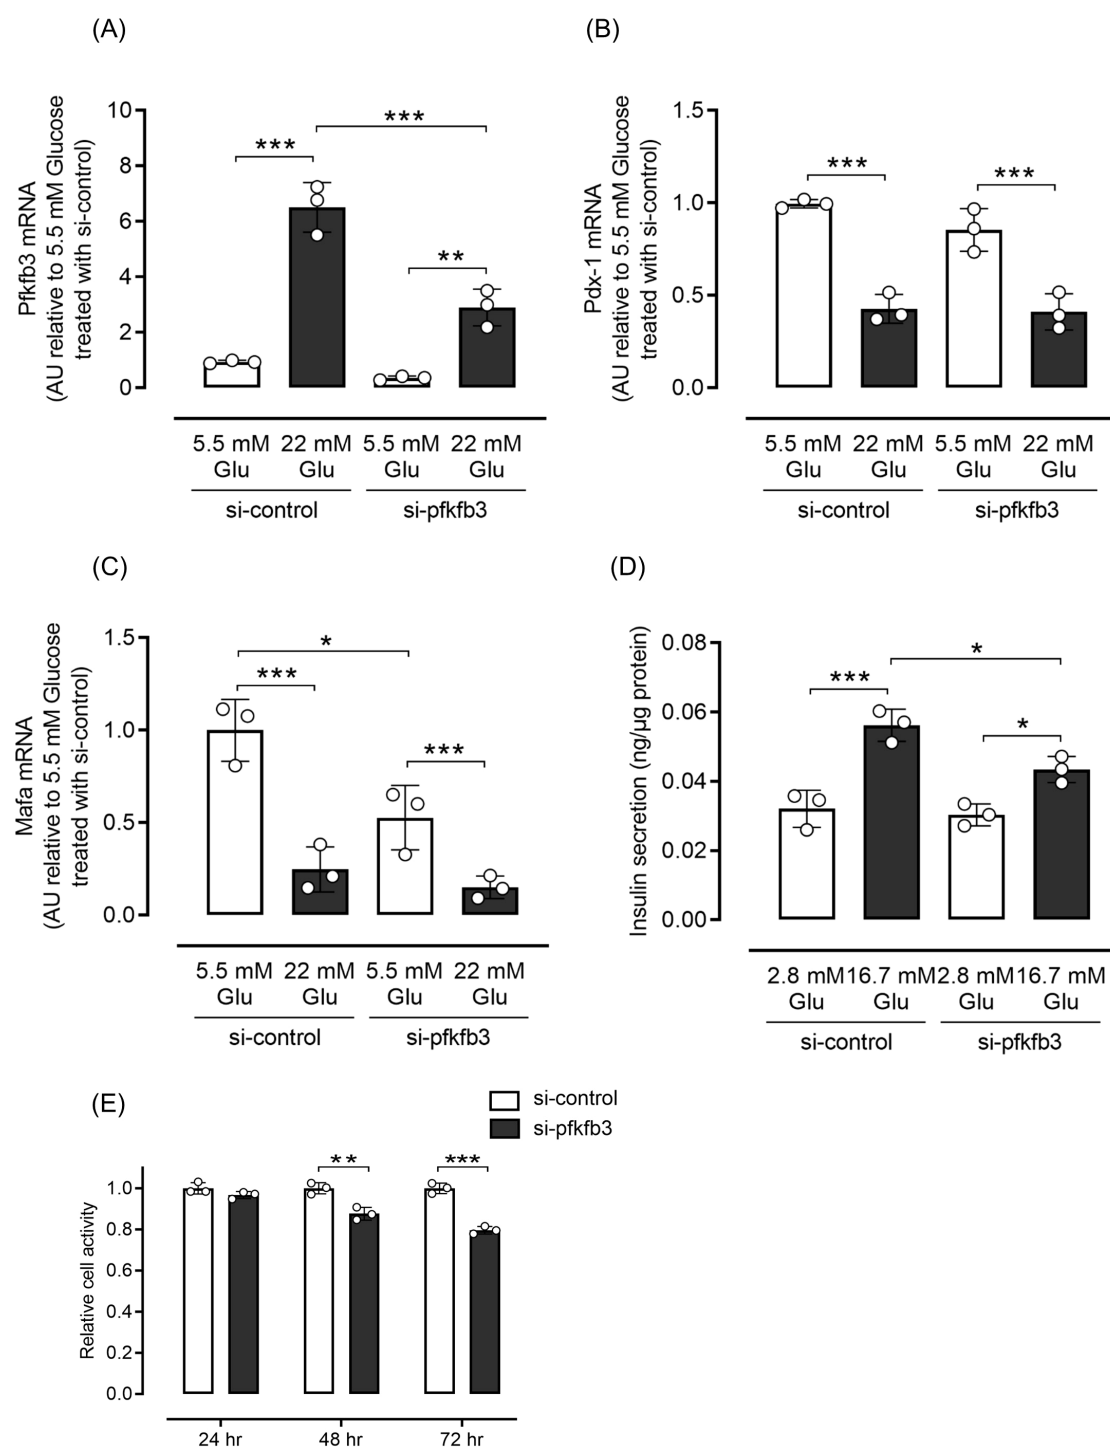 (A)
Pfkfb3 mRNA
(AU relative to 5.5 mM Glucose
treated with si-control)
10
8
6
4
2
0
***
***
**
5.5 mM 22 mM 5.5 mM 22 mM
Glu Glu Glu Glu
si-control si-pfkfb3
(B)
Pdx-1 mRNA
(AU relative to 5.5 mM Glucose
treated with si-control)
1.5
1.0
0.5
0.0
***
***
5.5 mM 22 mM 5.5 mM 22 mM
Glu Glu Glu Glu
si-control si-pfkfb3
(C)
Mafa mRNA
(AU relative to 5.5 mM Glucose
treated with si-control)
1.5
1.0
0.5
0.0
*
***
***
5.5 mM 22 mM 5.5 mM 22 mM
Glu Glu Glu Glu
si-control si-pfkfb3
(D)
Insulin secretion (ng/µg protein)
0.08
0.06
0.04
0.02
0.00
*
***
*
2.8 mM 16.7 mM 2.8 mM 16.7 mM
Glu Glu Glu Glu
si-control si-pfkfb3
(E)
si-control
si-pfkfb3
Relative cell activity
1.0
0.8
0.6
0.4
0.2
0.0
**
***
24 hr 48 hr 72 hr